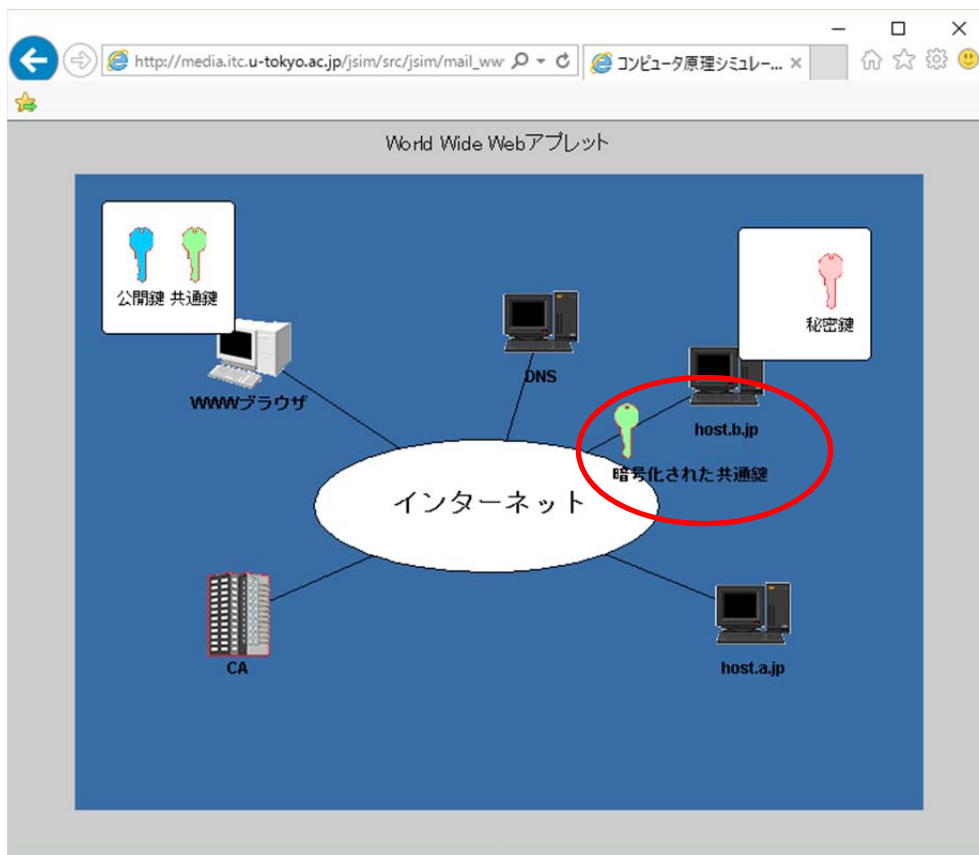 http://media.itc.u-tokyo.ac.jp/jsim/src/jsim/mail_ww
コンピュータ原理シミュレー...
World Wide Webアプレット
公開鍵 共通鍵
秘密鍵
DNS
WWWブラウザ
host.b.jp
暗号化された共通鍵
インターネット
CA
host.a.jp